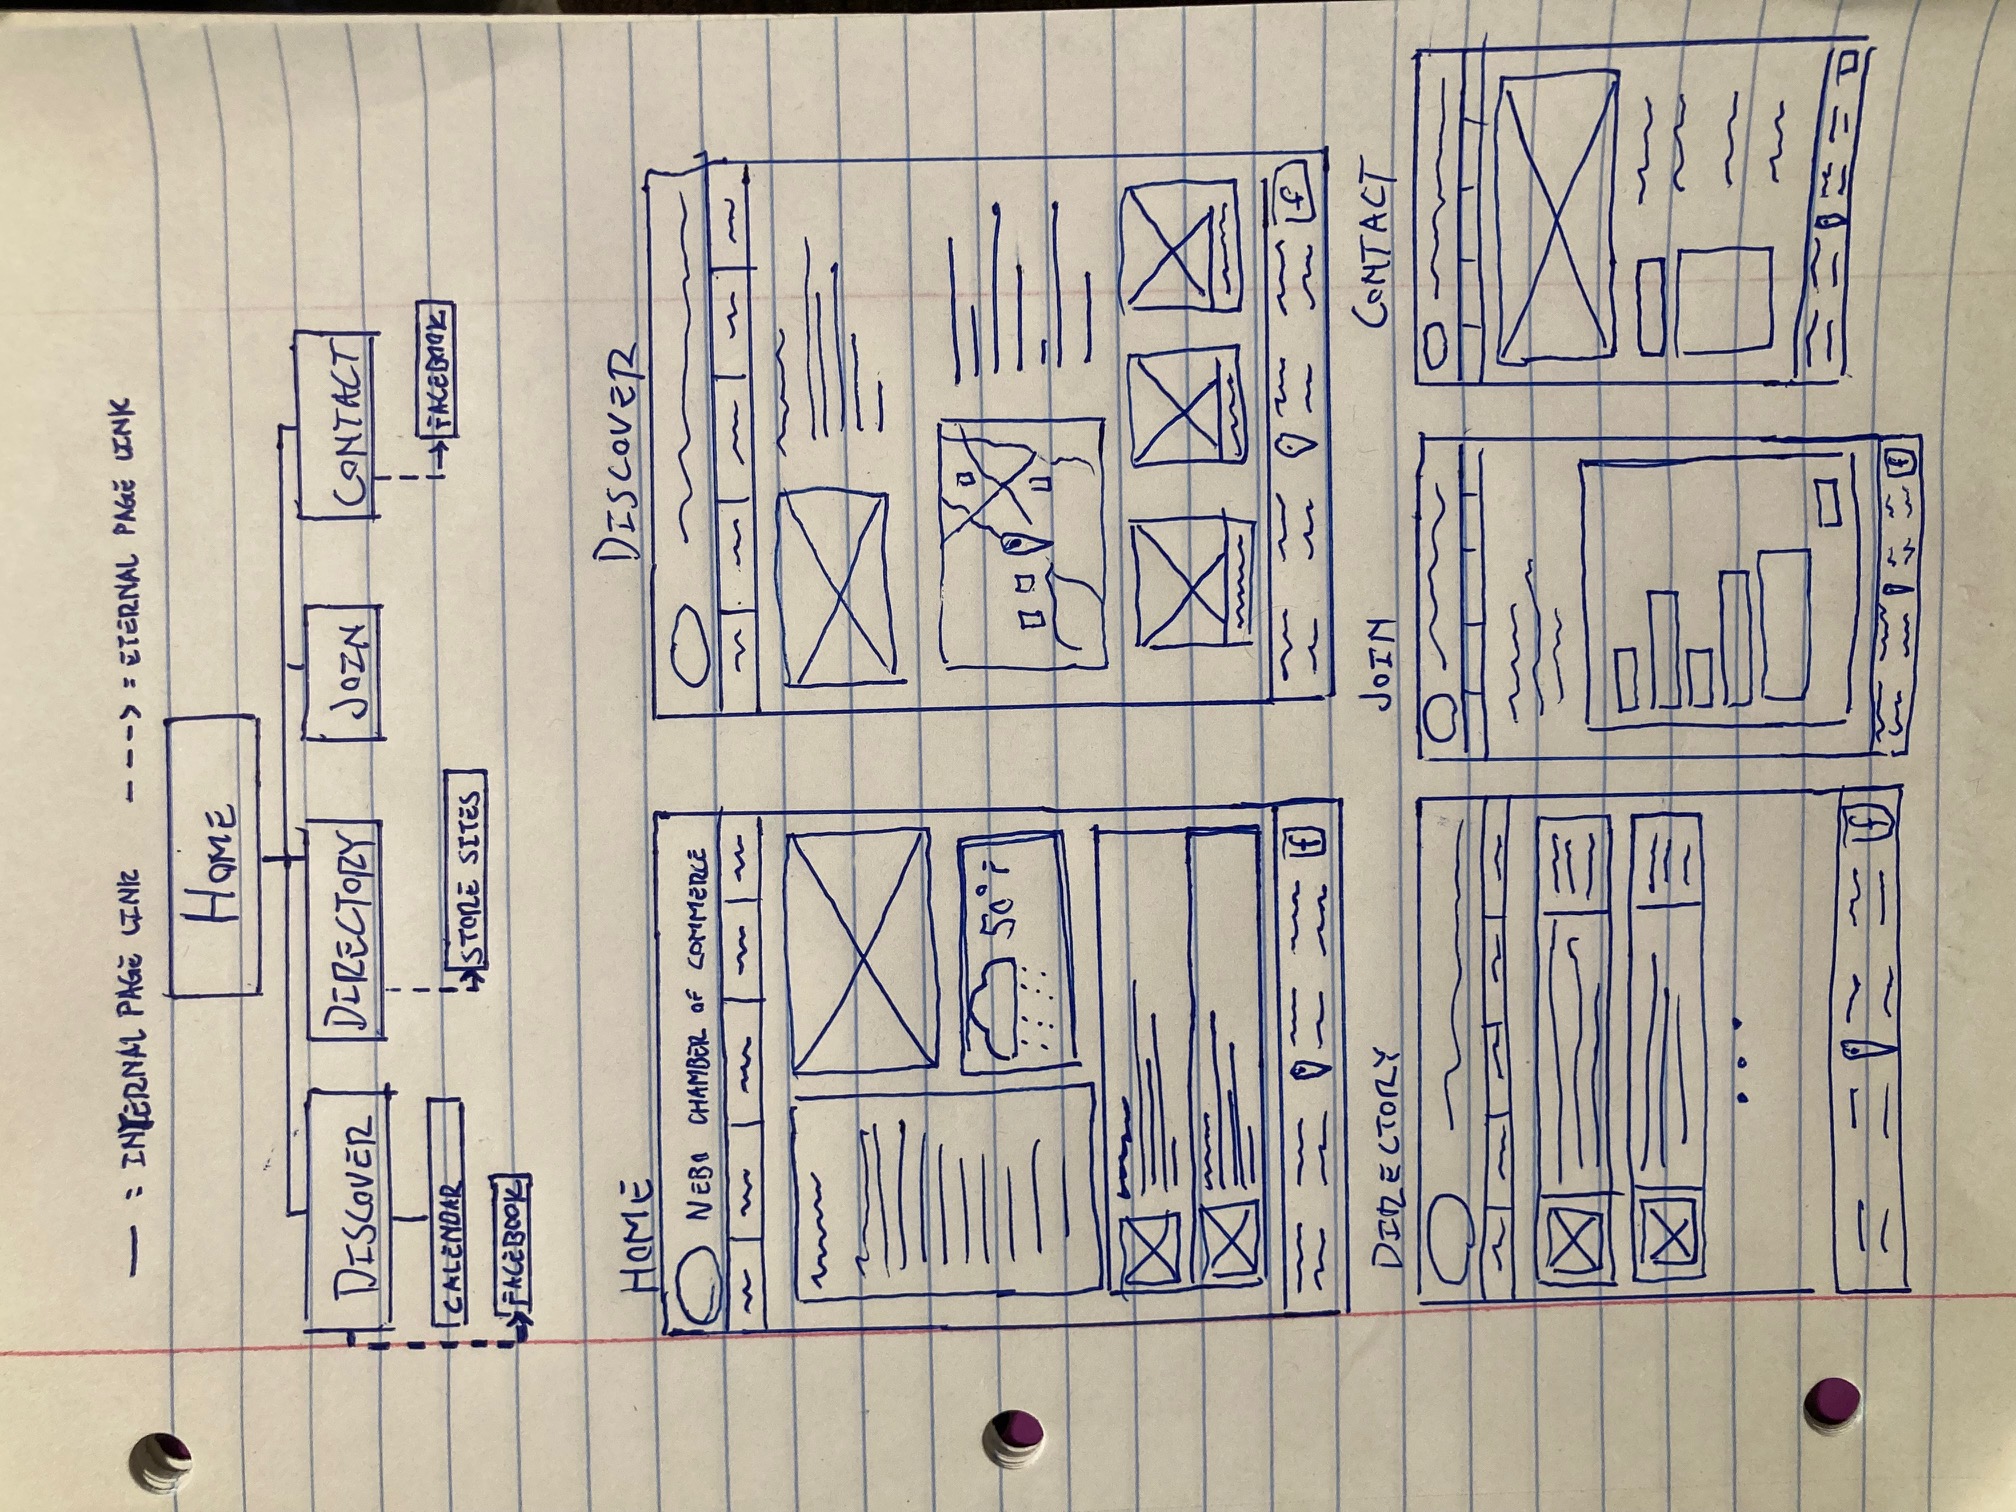 — = INTERNAL PAGE LINK ---> = ETERNAL PAGE LINK
HOME
DISCOVER DIRECTORY JOIN CONTACT
CALENDAR STORE SITES FACEBOOK
FACEBOOK
HOME DISCOVER
NEBO CHAMBER OF COMMERCE
50°F
f f
DIRECTORY JOIN CONTACT
f f